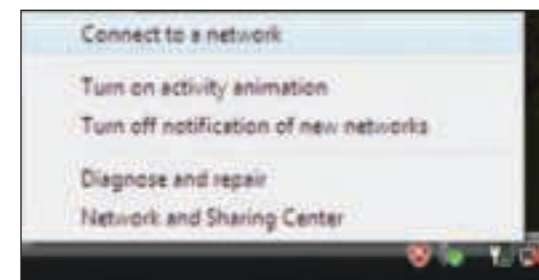 Connect to a network
Turn on activity animation
Turn off notification of new networks
Diagnose and repair
Network and Sharing Center